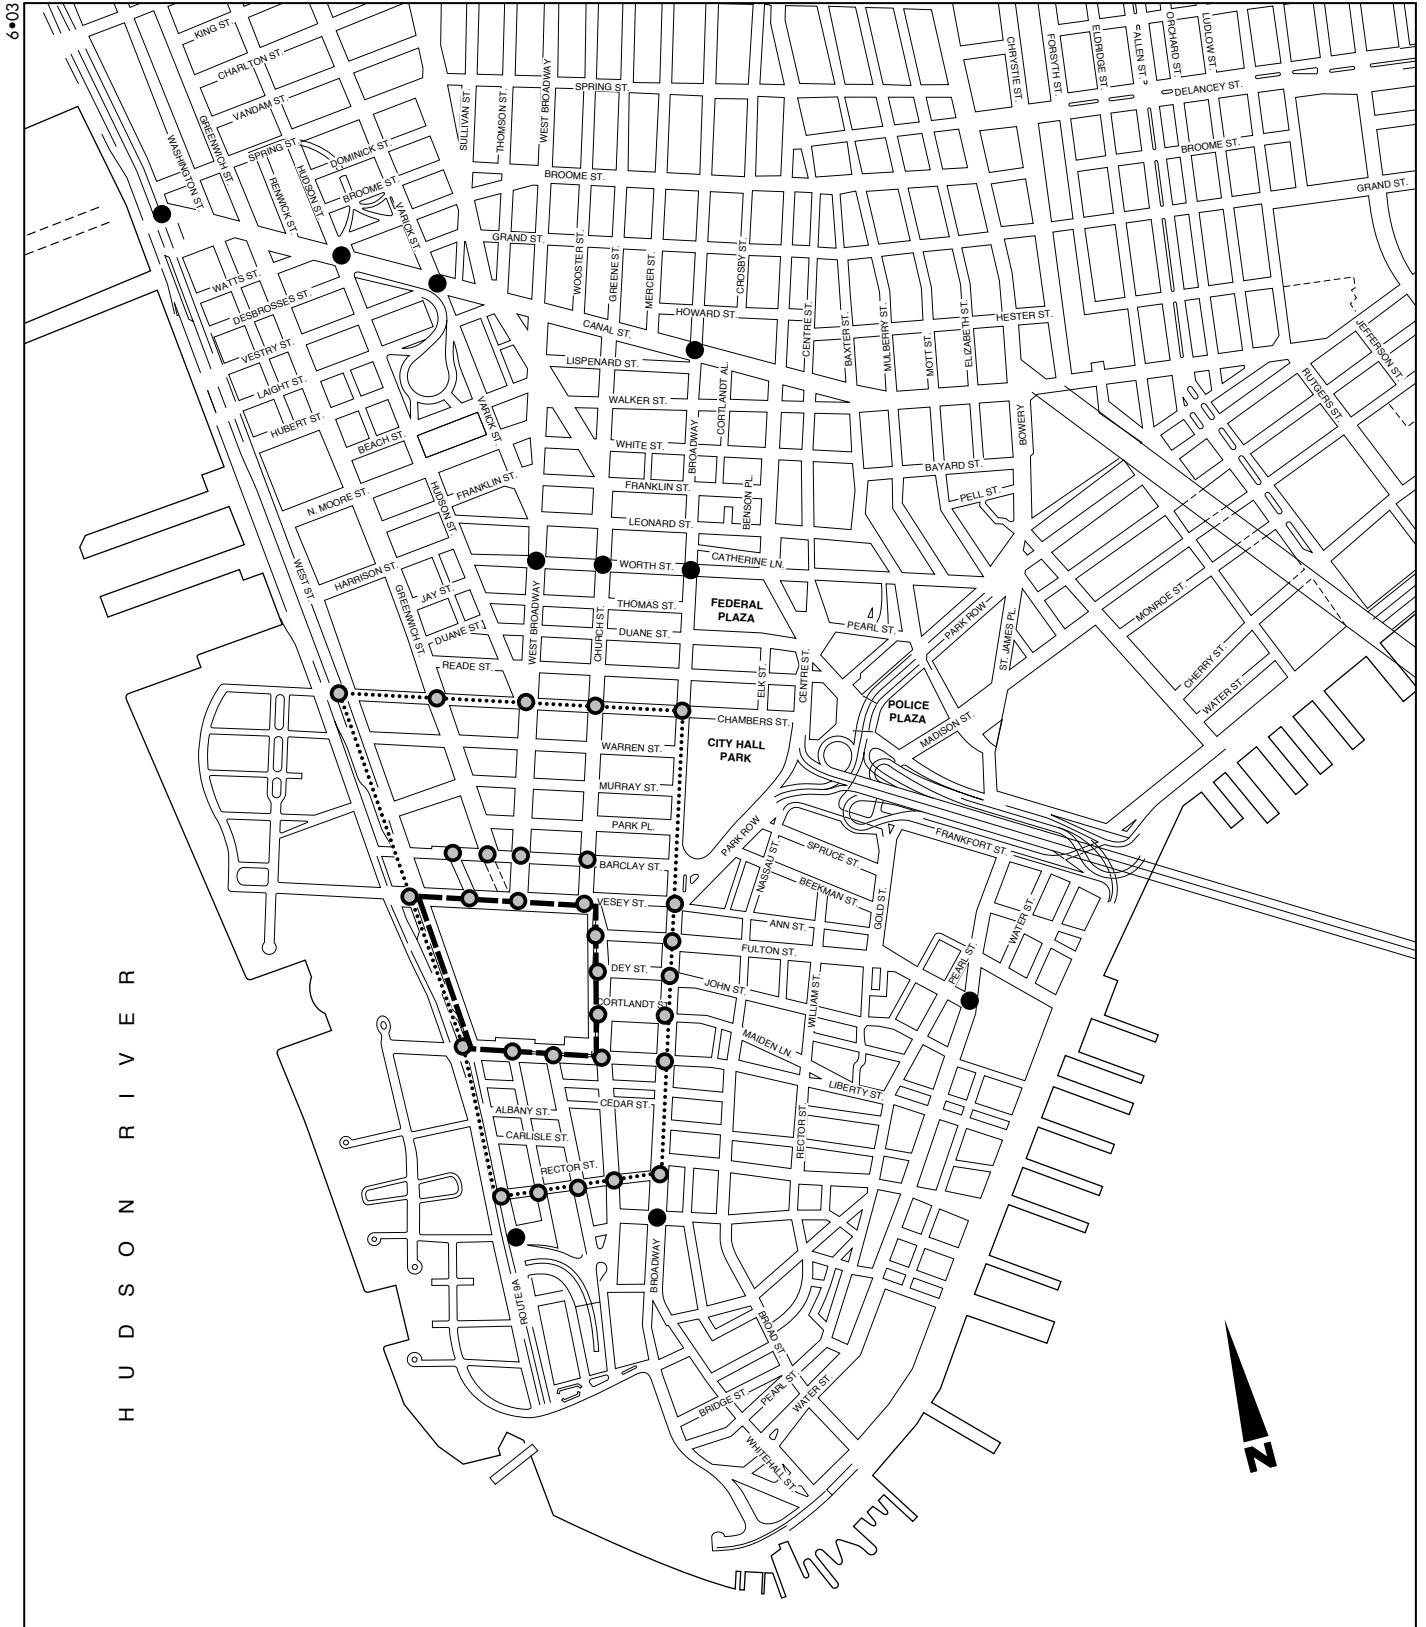 6•03
KING ST.
CHARLTON ST.
VANDAM ST.
SPRING ST.
DOMINICK ST.
BROOME ST.
WASHINGTON ST.
GREENWICH ST.
RENWICK ST.
HUDSON ST.
VARICK ST.
SULLIVAN ST.
THOMSON ST.
WEST BROADWAY
SPRING ST.
BROOME ST.
GRAND ST.
WOOSTER ST.
GREENE ST.
MERCER ST.
CROSBY ST.
HOWARD ST.
CANAL ST.
CENTRE ST.
BAXTER ST.
MULBERRY ST.
MOTT ST.
ELIZABETH ST.
HESTER ST.
CHRYSTIE ST.
FORSYTH ST.
ELDRIDGE ST.
ALLEN ST.
ORCHARD ST.
LUDLOW ST.
DELANCEY ST.
BROOME ST.
GRAND ST.
JEFFERSON ST.
RUTGERS ST.
WATTS ST.
DESBROSSES ST.
VESTRY ST.
LAIGHT ST.
HUBERT ST.
BEACH ST.
N. MOORE ST.
VARICK ST.
FRANKLIN ST.
HUDSON ST.
HARRISON ST.
JAY ST.
DUANE ST.
READE ST.
WEST ST.
GREENWICH ST.
LISPENARD ST.
WALKER ST.
WHITE ST.
FRANKLIN ST.
LEONARD ST.
WORTH ST.
THOMAS ST.
DUANE ST.
WEST BROADWAY
CHURCH ST.
BROADWAY
CORTLANDT AL.
BENSON PL.
CATHERINE LN.
FEDERAL
PLAZA
BOWERY
BAYARD ST.
PELL ST.
PEARL ST.
PARK ROW
ST. JAMES PL.
MONROE ST.
CHERRY ST.
WATER ST.
ELK ST.
CENTRE ST.
CHAMBERS ST.
POLICE
PLAZA
MADISON ST.
CITY HALL
PARK
WARREN ST.
MURRAY ST.
PARK PL.
BARCLAY ST.
VESEY ST.
DEY ST.
CORTLANDT ST.
PARK ROW
NASSAU ST.
SPRUCE ST.
BEEKMAN ST.
ANN ST.
FULTON ST.
GOLD ST.
FRANKFORT ST.
WATER ST.
PEARL ST.
JOHN ST.
WILLIAM ST.
MAIDEN LN.
LIBERTY ST.
RECTOR ST.
CEDAR ST.
ALBANY ST.
CARLISLE ST.
RECTOR ST.
ROUTE 9A
BROADWAY
BROAD ST.
BRIDGE ST.
PEARL ST.
WATER ST.
WHITEHALL ST.
HUDSON RIVER
N